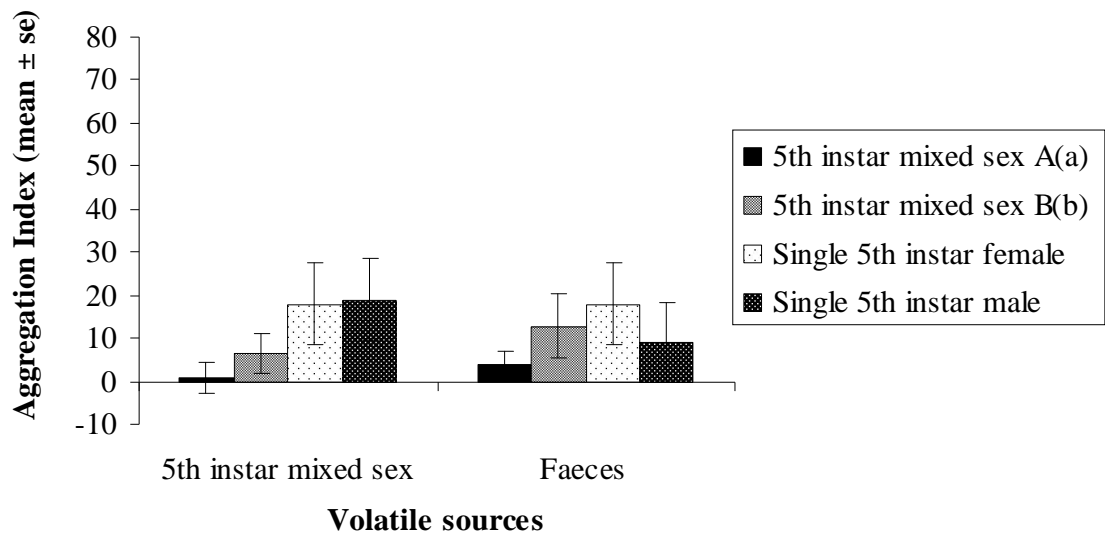 Aggregation Index (mean ± se)
80
70
60
50
40
30
20
10
0
-10
5th instar mixed sex
Faeces
Volatile sources
5th instar mixed sex A(a)
5th instar mixed sex B(b)
Single 5th instar female
Single 5th instar male